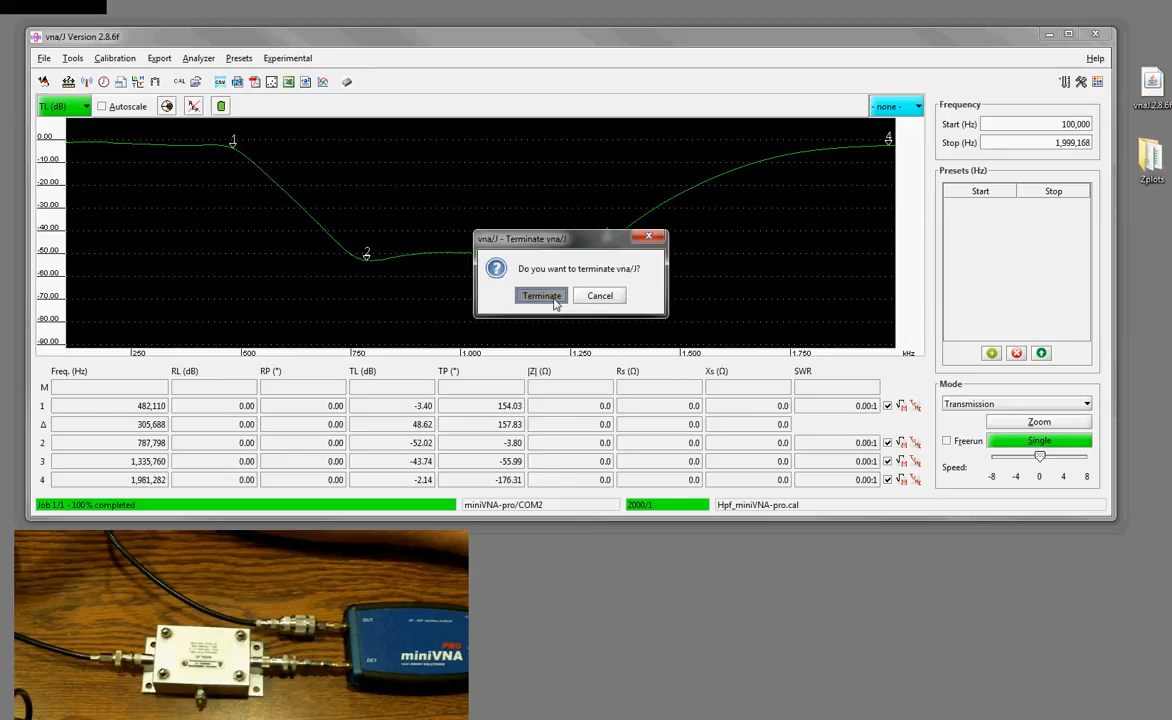 vna/J Version 2.8.6f
File Tools Calibration Export Analyzer Presets Experimental Help
CAL CSV
TL (dB) Autoscale - none -
0.00
-10.00
-20.00
-30.00
-40.00
-50.00
-60.00
-70.00
-80.00
-90.00
1
2
4
250 500 750 1.000 1.250 1.500 1.750 kHz
vna/J - Terminate vna/J
Do you want to terminate vna/J?
Terminate Cancel
Frequency
Start (Hz) 100,000
Stop (Hz) 1,999,168
Presets (Hz)
Start Stop
vnaJ.2.8.6f
Zplots
Freq. (Hz) RL (dB) RP (°) TL (dB) TP (°) |Z| (Ω) Rs (Ω) Xs (Ω) SWR
M
1 482,110 0.00 0.00 -3.40 154.03 0.0 0.0 0.0 0.00:1
Δ 305,688 0.00 0.00 48.62 157.83 0.0 0.0 0.0
2 787,798 0.00 0.00 -52.02 -3.80 0.0 0.0 0.0 0.00:1
3 1,335,760 0.00 0.00 -43.74 -55.99 0.0 0.0 0.0 0.00:1
4 1,981,282 0.00 0.00 -2.14 -176.31 0.0 0.0 0.0 0.00:1
Mode
Transmission
Zoom
Freerun Single
Speed:
-8 -4 0 4 8
Job 1/1 - 100% completed miniVNA-pro/COM2 2000/1 Hpf_miniVNA-pro.cal
OUT
DET
PRO
miniVNA